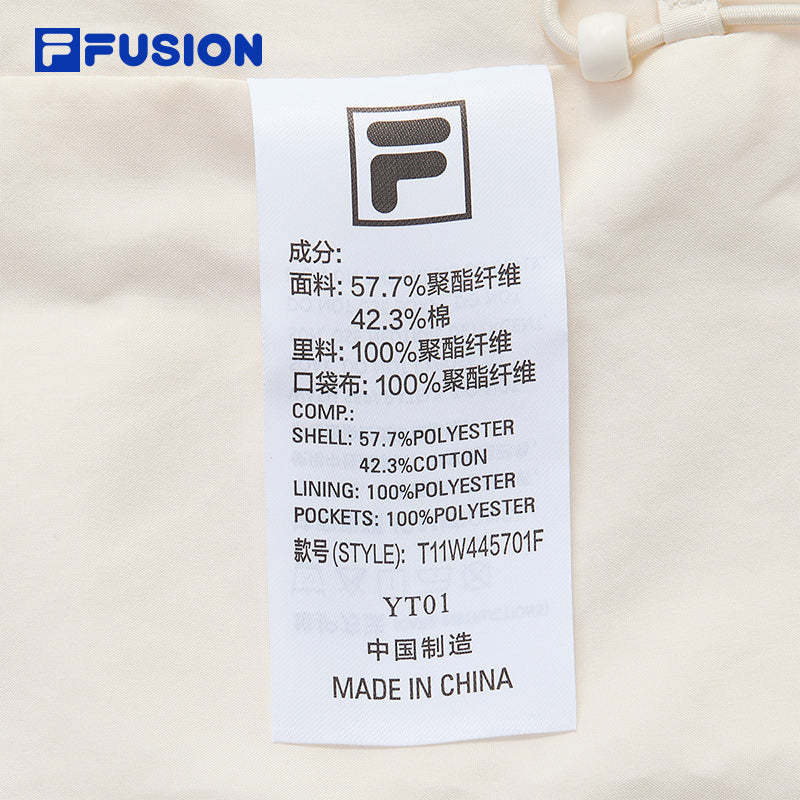 FUSION
成分:
面料: 57.7%聚酯纤维
42.3%棉
里料: 100%聚酯纤维
口袋布: 100%聚酯纤维
COMP.:
SHELL: 57.7%POLYESTER
42.3%COTTON
LINING: 100%POLYESTER
POCKETS: 100%POLYESTER
款号(STYLE): T11W445701F
YT01
中国制造
MADE IN CHINA